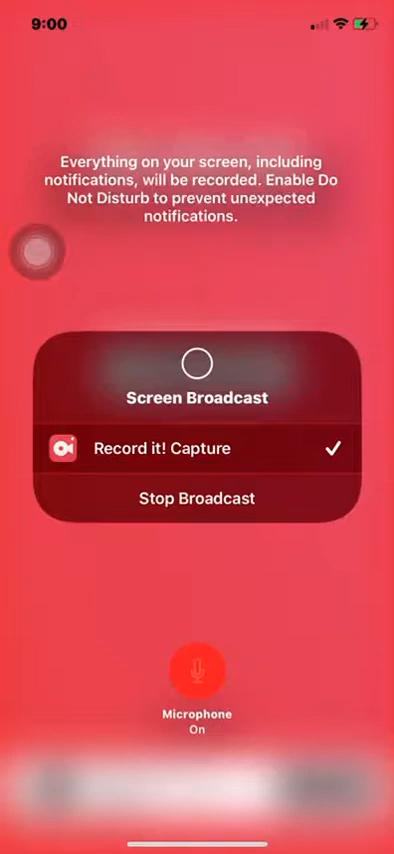 9:00
Everything on your screen, including
notifications, will be recorded. Enable Do
Not Disturb to prevent unexpected
notifications.
Screen Broadcast
Record it! Capture
Stop Broadcast
Microphone
On